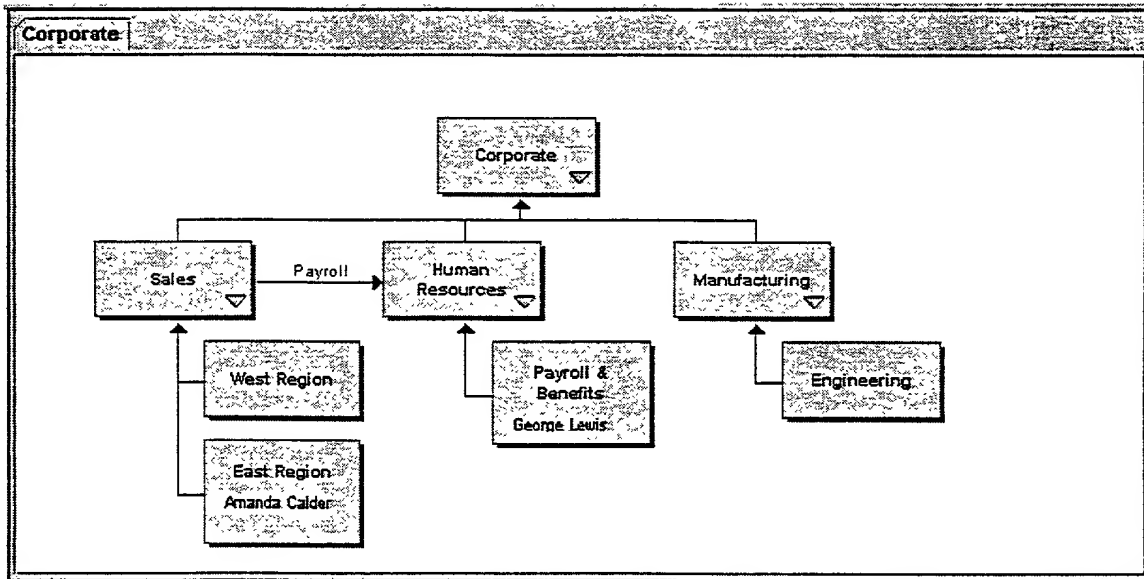 Corporate
Corporate
Sales
Payroll
Human
Resources
Manufacturing
West Region
Payroll &
Benefits
George Lewis
Engineering
East Region
Amanda Calder